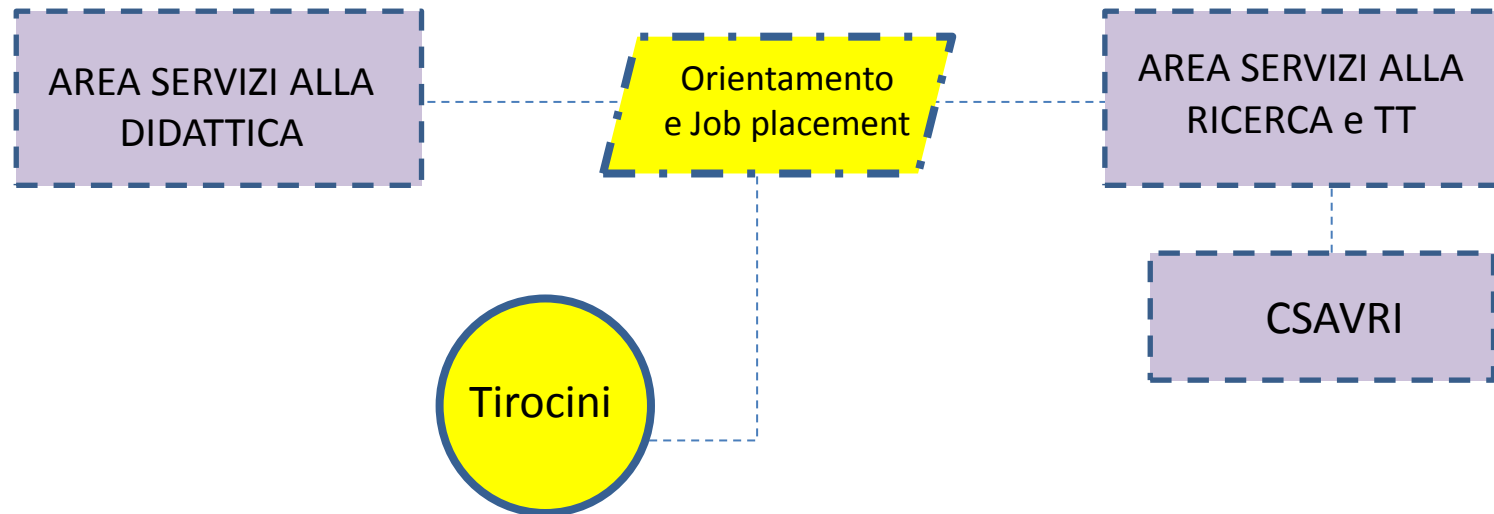 AREA SERVIZI ALLA
DIDATTICA
Orientamento
e Job placement
AREA SERVIZI ALLA
RICERCA e TT
CSAVRI
Tirocini